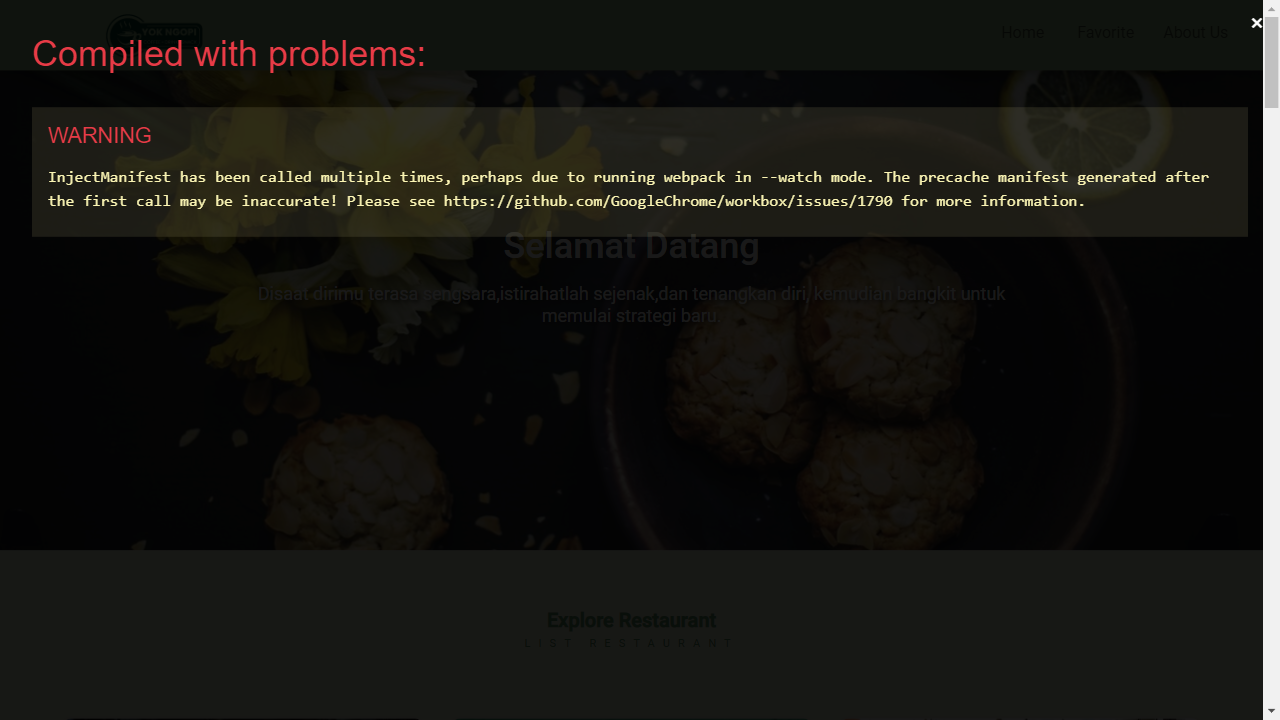 YOK NGOPI
Home Favorite About Us
×
Compiled with problems:
WARNING
InjectManifest has been called multiple times, perhaps due to running webpack in --watch mode. The precache manifest generated after
the first call may be inaccurate! Please see https://github.com/GoogleChrome/workbox/issues/1790 for more information.
Selamat Datang
Disaat dirimu terasa sengsara,istirahatlah sejenak,dan tenangkan diri, kemudian bangkit untuk
memulai strategi baru.
Explore Restaurant
LIST RESTAURANT